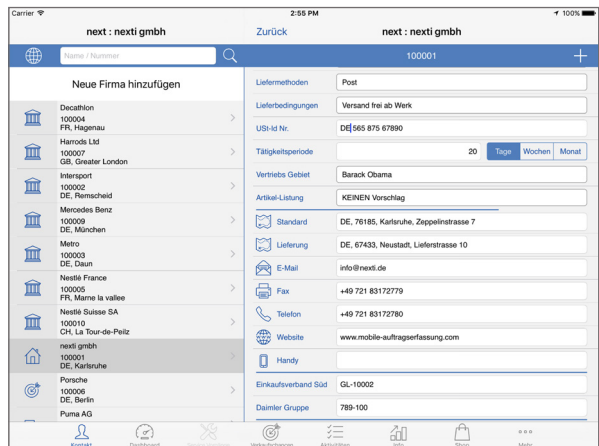 Carrier
2:55 PM
100%
next : nexti gmbh
Zurück
next : nexti gmbh
Name / Nummer
100001
Neue Firma hinzufügen
Decathlon
100004
FR, Hagenau
Harrods Ltd
100007
GB, Greater London
Intersport
100002
DE, Remscheid
Mercedes Benz
100009
DE, München
Metro
100003
DE, Daun
Nestlé France
100005
FR, Marne la vallee
Nestlé Suisse SA
100010
CH, La Tour-de-Peilz
nexti gmbh
100001
DE, Karlsruhe
Porsche
100006
DE, Berlin
Puma AG
Liefermethoden
Post
Lieferbedingungen
Versand frei ab Werk
USt-Id Nr.
DE 565 875 67890
Tätigkeitsperiode
20
Tage
Wochen
Monat
Vertriebs Gebiet
Barack Obama
Artikel-Listung
KEINEN Vorschlag
Standard
DE, 76185, Karlsruhe, Zeppelinstrasse 7
Lieferung
DE, 67433, Neustadt, Lieferstrasse 10
E-Mail
info@nexti.de
Fax
+49 721 83172779
Telefon
+49 721 83172780
Website
www.mobile-auftragserfassung.com
Handy
Einkaufsverband Süd
GL-10002
Daimler Gruppe
789-100
Kontakt
Dashboard
Verkaufschancen
Aktivitäten
Info
Shop
Mehr